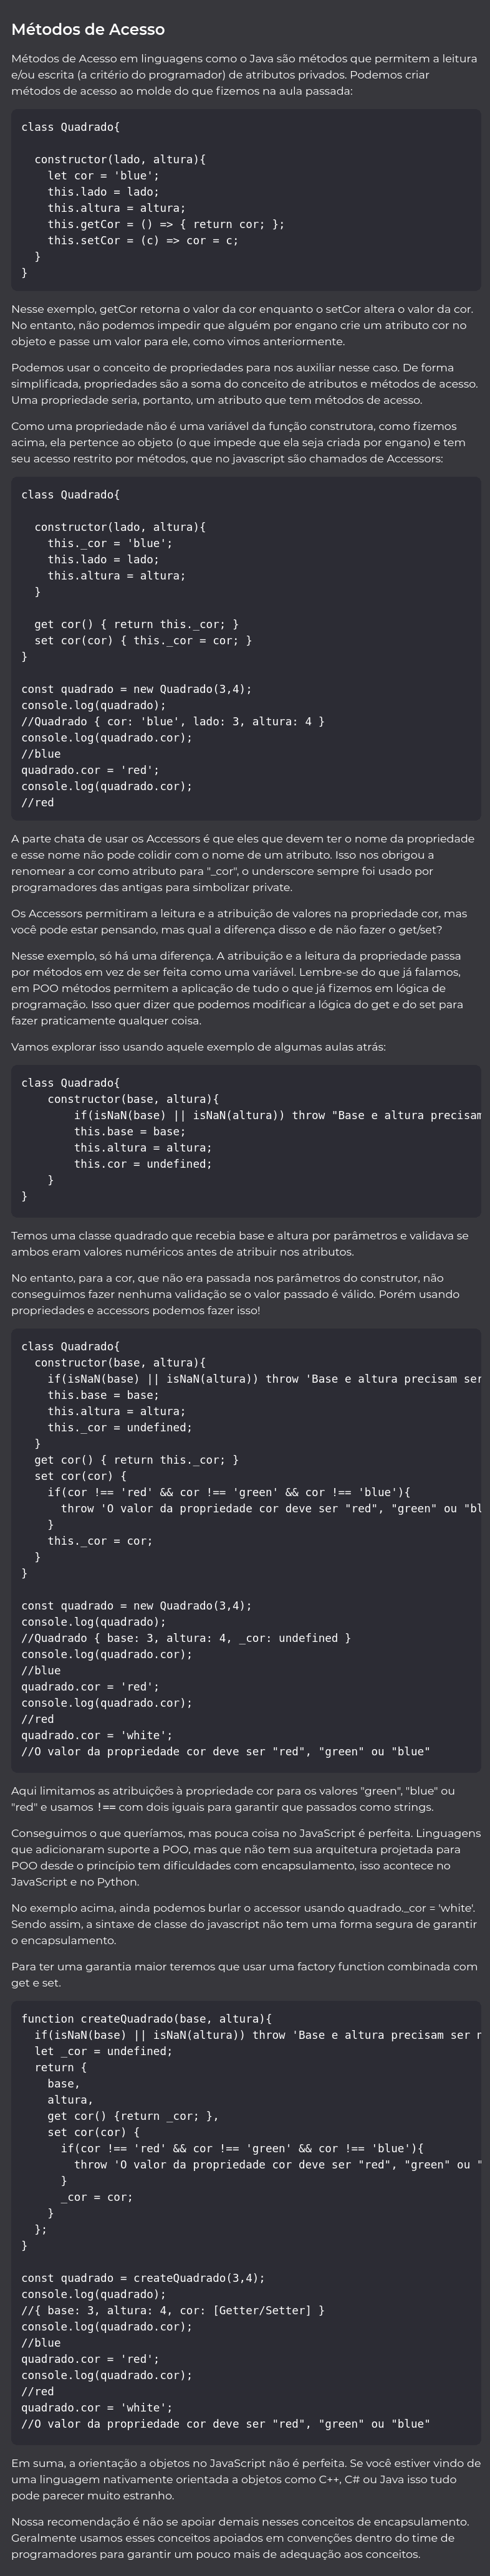 Métodos de Acesso
Métodos de Acesso em linguagens como o Java são métodos que permitem a leitura
e/ou escrita (a critério do programador) de atributos privados. Podemos criar
métodos de acesso ao molde do que fizemos na aula passada:
class Quadrado{
constructor(lado, altura){
let cor = 'blue';
this.lado = lado;
this.altura = altura;
this.getCor = () => { return cor; };
this.setCor = (c) => cor = c;
}
}
Nesse exemplo, getCor retorna o valor da cor enquanto o setCor altera o valor da cor.
No entanto, não podemos impedir que alguém por engano crie um atributo cor no
objeto e passe um valor para ele, como vimos anteriormente.
Podemos usar o conceito de propriedades para nos auxiliar nesse caso. De forma
simplificada, propriedades são a soma do conceito de atributos e métodos de acesso.
Uma propriedade seria, portanto, um atributo que tem métodos de acesso.
Como uma propriedade não é uma variável da função construtora, como fizemos
acima, ela pertence ao objeto (o que impede que ela seja criada por engano) e tem
seu acesso restrito por métodos, que no javascript são chamados de Accessors:
class Quadrado{
constructor(lado, altura){
this._cor = 'blue';
this.lado = lado;
this.altura = altura;
}
get cor() { return this._cor; }
set cor(cor) { this._cor = cor; }
}
const quadrado = new Quadrado(3,4);
console.log(quadrado);
//Quadrado { cor: 'blue', lado: 3, altura: 4 }
console.log(quadrado.cor);
//blue
quadrado.cor = 'red';
console.log(quadrado.cor);
//red
A parte chata de usar os Accessors é que eles que devem ter o nome da propriedade
e esse nome não pode colidir com o nome de um atributo. Isso nos obrigou a
renomear a cor como atributo para "_cor", o underscore sempre foi usado por
programadores das antigas para simbolizar private.
Os Accessors permitiram a leitura e a atribuição de valores na propriedade cor, mas
você pode estar pensando, mas qual a diferença disso e de não fazer o get/set?
Nesse exemplo, só há uma diferença. A atribuição e a leitura da propriedade passa
por métodos em vez de ser feita como uma variável. Lembre-se do que já falamos,
em POO métodos permitem a aplicação de tudo o que já fizemos em lógica de
programação. Isso quer dizer que podemos modificar a lógica do get e do set para
fazer praticamente qualquer coisa.
Vamos explorar isso usando aquele exemplo de algumas aulas atrás:
class Quadrado{
constructor(base, altura){
if(isNaN(base) || isNaN(altura)) throw "Base e altura precisam
this.base = base;
this.altura = altura;
this.cor = undefined;
}
}
Temos uma classe quadrado que recebia base e altura por parâmetros e validava se
ambos eram valores numéricos antes de atribuir nos atributos.
No entanto, para a cor, que não era passada nos parâmetros do construtor, não
conseguimos fazer nenhuma validação se o valor passado é válido. Porém usando
propriedades e accessors podemos fazer isso!
class Quadrado{
constructor(base, altura){
if(isNaN(base) || isNaN(altura)) throw 'Base e altura precisam ser
this.base = base;
this.altura = altura;
this._cor = undefined;
}
get cor() { return this._cor; }
set cor(cor) {
if(cor !== 'red' && cor !== 'green' && cor !== 'blue'){
throw 'O valor da propriedade cor deve ser "red", "green" ou "bl
}
this._cor = cor;
}
}
const quadrado = new Quadrado(3,4);
console.log(quadrado);
//Quadrado { base: 3, altura: 4, _cor: undefined }
console.log(quadrado.cor);
//blue
quadrado.cor = 'red';
console.log(quadrado.cor);
//red
quadrado.cor = 'white';
//O valor da propriedade cor deve ser "red", "green" ou "blue"
Aqui limitamos as atribuições à propriedade cor para os valores "green", "blue" ou
"red" e usamos !== com dois iguais para garantir que passados como strings.
Conseguimos o que queríamos, mas pouca coisa no JavaScript é perfeita. Linguagens
que adicionaram suporte a POO, mas que não tem sua arquitetura projetada para
POO desde o princípio tem dificuldades com encapsulamento, isso acontece no
JavaScript e no Python.
No exemplo acima, ainda podemos burlar o accessor usando quadrado._cor = 'white'.
Sendo assim, a sintaxe de classe do javascript não tem uma forma segura de garantir
o encapsulamento.
Para ter uma garantia maior teremos que usar uma factory function combinada com
get e set.
function createQuadrado(base, altura){
if(isNaN(base) || isNaN(altura)) throw 'Base e altura precisam ser n
let _cor = undefined;
return {
base,
altura,
get cor() {return _cor; },
set cor(cor) {
if(cor !== 'red' && cor !== 'green' && cor !== 'blue'){
throw 'O valor da propriedade cor deve ser "red", "green" ou "
}
_cor = cor;
}
};
}
const quadrado = createQuadrado(3,4);
console.log(quadrado);
//{ base: 3, altura: 4, cor: [Getter/Setter] }
console.log(quadrado.cor);
//blue
quadrado.cor = 'red';
console.log(quadrado.cor);
//red
quadrado.cor = 'white';
//O valor da propriedade cor deve ser "red", "green" ou "blue"
Em suma, a orientação a objetos no JavaScript não é perfeita. Se você estiver vindo de
uma linguagem nativamente orientada a objetos como C++, C# ou Java isso tudo
pode parecer muito estranho.
Nossa recomendação é não se apoiar demais nesses conceitos de encapsulamento.
Geralmente usamos esses conceitos apoiados em convenções dentro do time de
programadores para garantir um pouco mais de adequação aos conceitos.